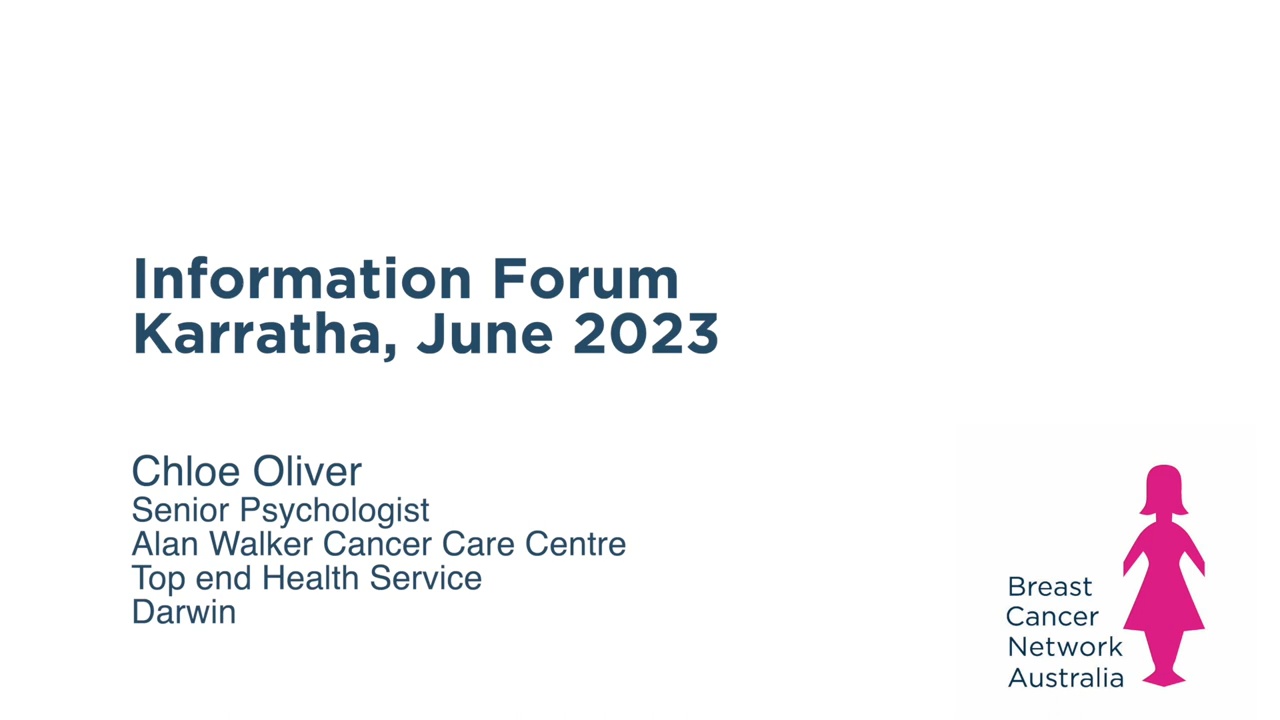 Information Forum
Karratha, June 2023
Chloe Oliver
Senior Psychologist
Alan Walker Cancer Care Centre
Top end Health Service
Darwin
Breast
Cancer
Network
Australia